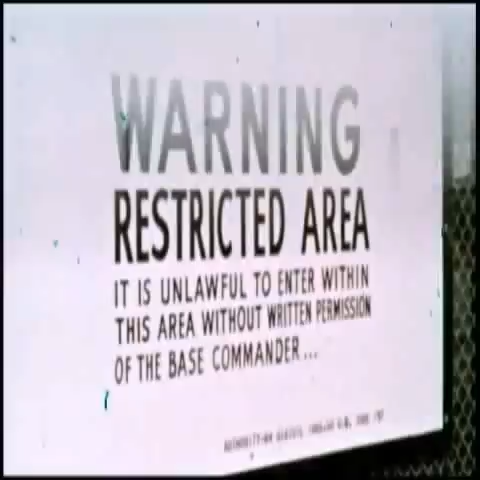 WARNING
RESTRICTED AREA
IT IS UNLAWFUL TO ENTER WITHIN
THIS AREA WITHOUT WRITTEN PERMISSION
OF THE BASE COMMANDER...